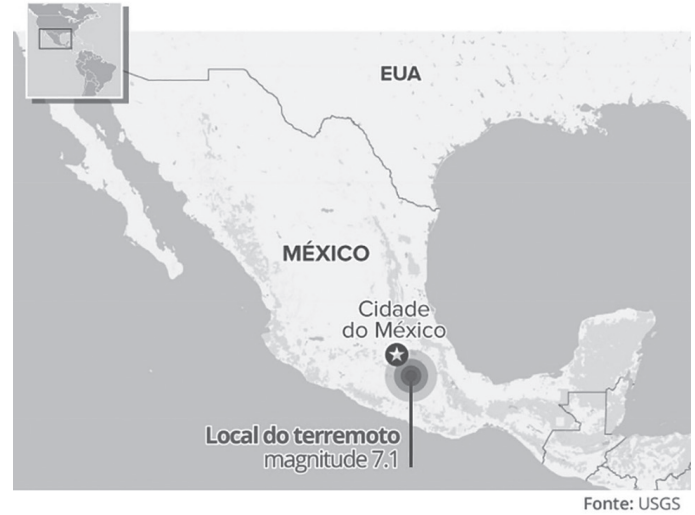 EUA
MÉXICO
Cidade
do México
Local do terremoto
magnitude 7.1
Fonte: USGS